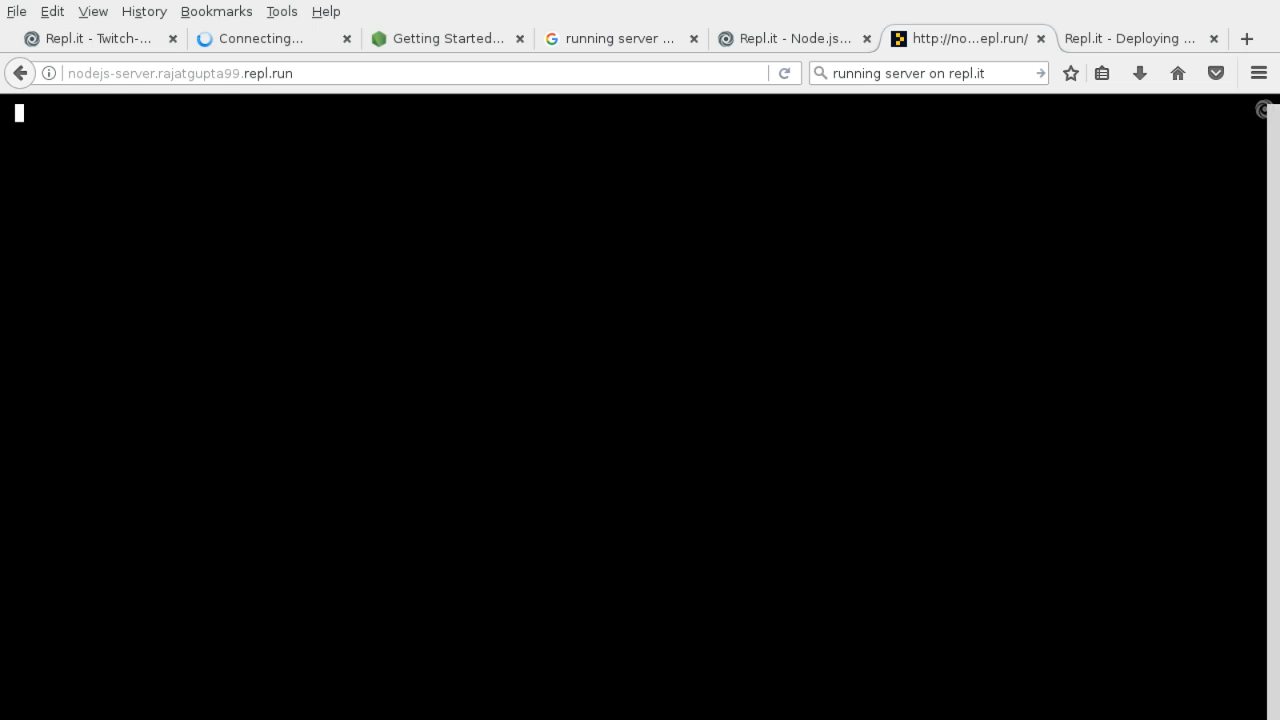 File Edit View History Bookmarks Tools Help
Repl.it - Twitch-... Connecting... Getting Started... running server ... Repl.it - Node.js... http://no...epl.run/ Repl.it - Deploying ...
nodejs-server.rajatgupta99.repl.run running server on repl.it